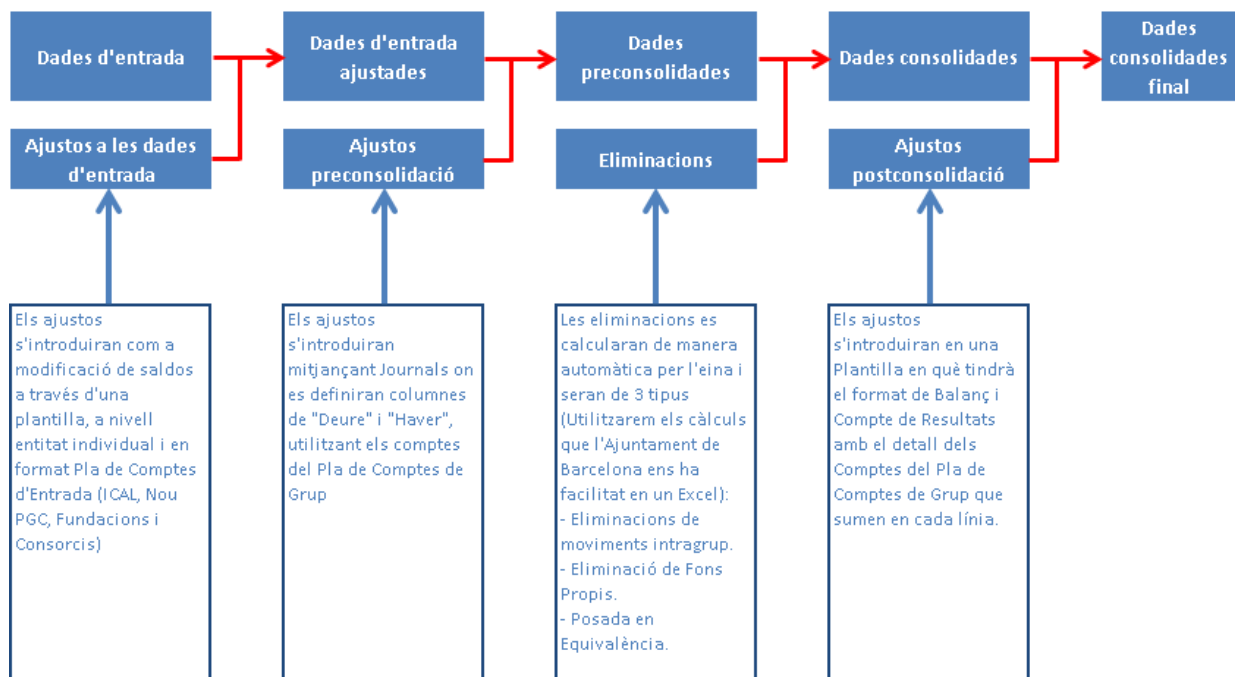 Dades d'entrada
Dades d'entrada
ajustades
Dades
preconsolidades
Dades consolidades
Dades
consolidades
final
Ajustos a les dades
d'entrada
Ajustos
preconsolidació
Eliminacions
Ajustos
postconsolidació
Els ajustos
s'introduiran com a
modificació de saldos
a través d'una
plantilla, a nivell
entitat individual i en
format Pla de Comptes
d'Entrada (ICAL, Nou
PGC, Fundacions i
Consorcis)
Els ajustos
s'introduiran
mitjançant Journals on
es definiran columnes
de "Deure" i "Haver",
utilitzant els comptes
del Pla de Comptes de
Grup
Les eliminacions es
calcularan de manera
automàtica per l'eina i
seran de 3 tipus
(Utilitzarem els càlculs
que l'Ajuntament de
Barcelona ens ha
facilitat en un Excel):
- Eliminacions de
moviments intragrup.
- Eliminació de Fons
Propis.
- Posada en
Equivalència.
Els ajustos
s'introduiran en una
Plantilla en què tindrà
el format de Balanç i
Compte de Resultats
amb el detall dels
Comptes del Pla de
Comptes de Grup que
sumen en cada línia.